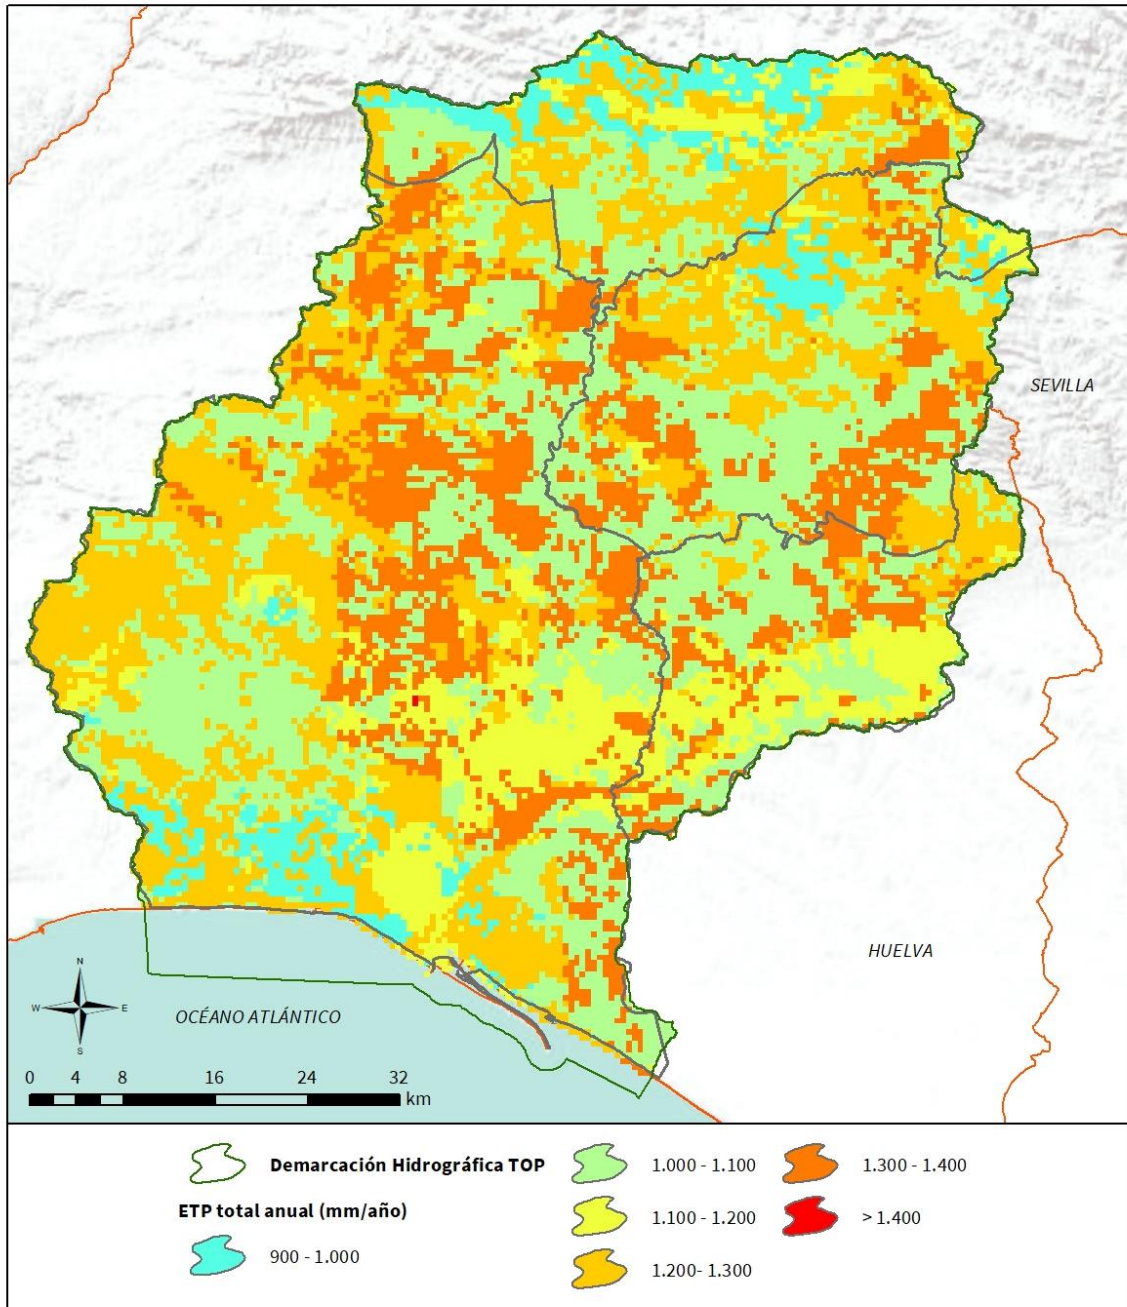 SEVILLA
HUELVA
N
W E
S
OCÉANO ATLÁNTICO
0 4 8 16 24 32
km
Demarcación Hidrográfica TOP
ETP total anual (mm/año)
900 - 1.000
1.000 - 1.100
1.100 - 1.200
1.200- 1.300
1.300 - 1.400
> 1.400